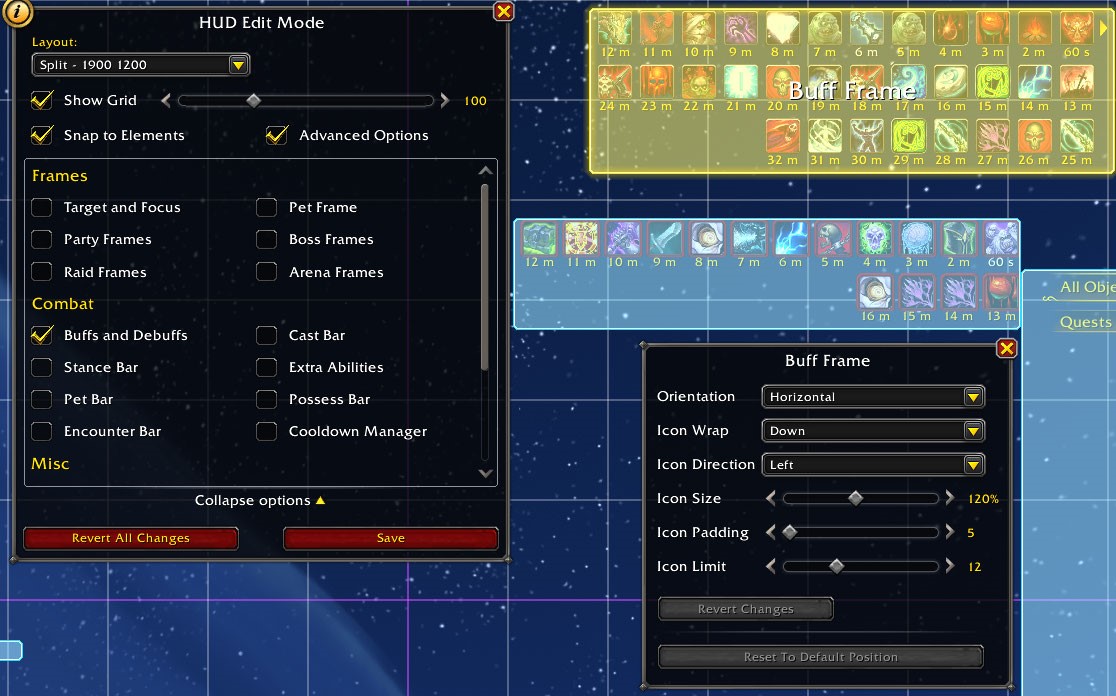 HUD Edit Mode
Layout:
Split - 1900 1200
Show Grid 100
Snap to Elements Advanced Options
Frames
Target and Focus Pet Frame
Party Frames Boss Frames
Raid Frames Arena Frames
Combat
Buffs and Debuffs Cast Bar
Stance Bar Extra Abilities
Pet Bar Possess Bar
Encounter Bar Cooldown Manager
Misc
Collapse options
Revert All Changes Save
12 m 11 m 10 m 9 m 8 m 7 m 6 m 5 m 4 m 3 m 2 m 60 s
Buff Frame
24 m 23 m 22 m 21 m 20 m 19 m 18 m 17 m 16 m 15 m 14 m 13 m
32 m 31 m 30 m 29 m 28 m 27 m 26 m 25 m
12 m 11 m 10 m 9 m 8 m 7 m 6 m 5 m 4 m 3 m 2 m 60 s
16 m 15 m 14 m 13 m
All Obje
Quests
Buff Frame
Orientation Horizontal
Icon Wrap Down
Icon Direction Left
Icon Size 120%
Icon Padding 5
Icon Limit 12
Revert Changes
Reset To Default Position